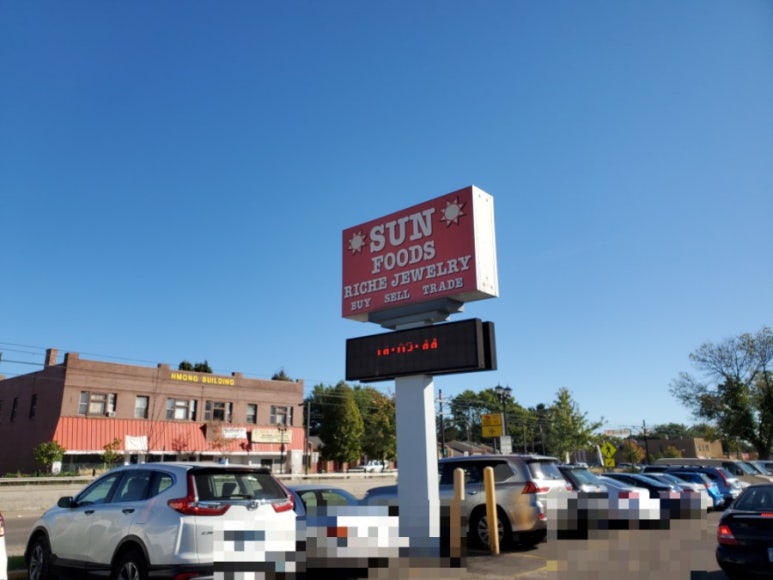 SUN
FOODS
RICHE JEWELRY
BUY SELL TRADE
HMONG BUILDING